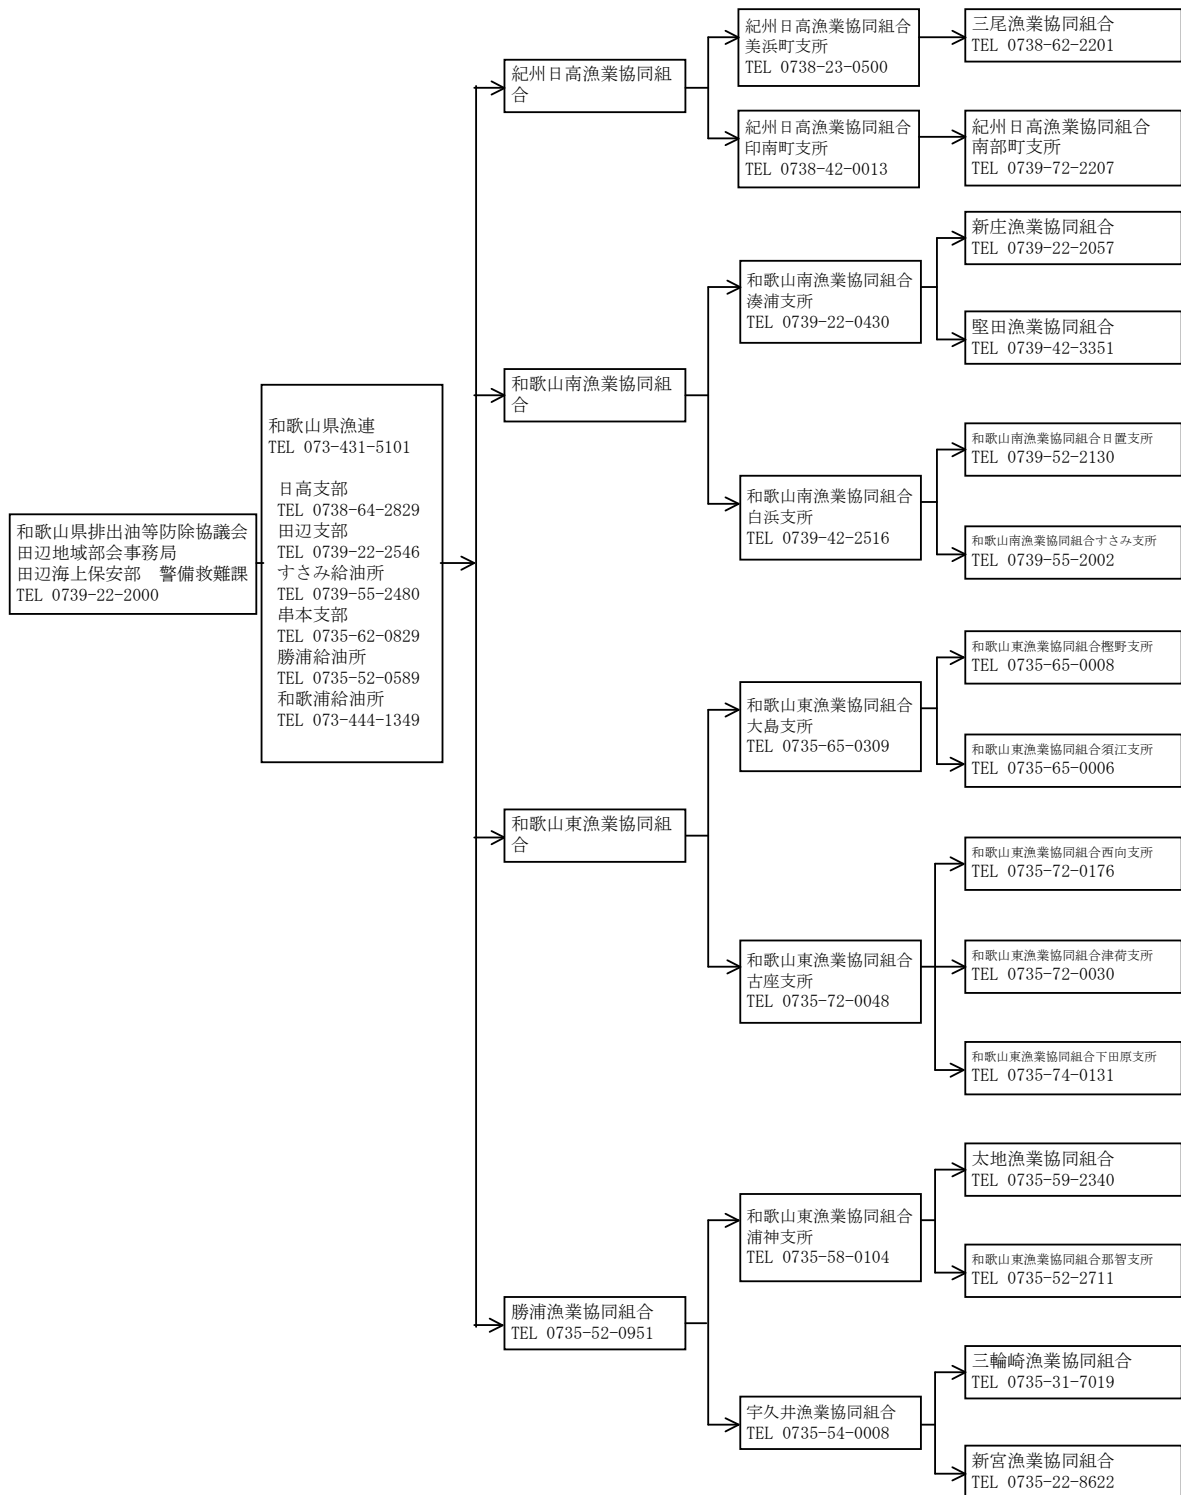 和歌山県排出油等防除協議会
田辺地域部会事務局
田辺海上保安部　警備救難課
TEL 0739-22-2000
和歌山県漁連
TEL 073-431-5101
日高支部
TEL 0738-64-2829
田辺支部
TEL 0739-22-2546
すさみ給油所
TEL 0739-55-2480
串本支部
TEL 0735-62-0829
勝浦給油所
TEL 0735-52-0589
和歌浦給油所
TEL 073-444-1349
紀州日高漁業協同組
合
紀州日高漁業協同組合
美浜町支所
TEL 0738-23-0500
三尾漁業協同組合
TEL 0738-62-2201
紀州日高漁業協同組合
印南町支所
TEL 0738-42-0013
紀州日高漁業協同組合
南部町支所
TEL 0739-72-2207
和歌山南漁業協同組
合
和歌山南漁業協同組合
湊浦支所
TEL 0739-22-0430
新庄漁業協同組合
TEL 0739-22-2057
堅田漁業協同組合
TEL 0739-42-3351
和歌山南漁業協同組合
白浜支所
TEL 0739-42-2516
和歌山南漁業協同組合日置支所
TEL 0739-52-2130
和歌山南漁業協同組合すさみ支所
TEL 0739-55-2002
和歌山東漁業協同組
合
和歌山東漁業協同組合
大島支所
TEL 0735-65-0309
和歌山東漁業協同組合樫野支所
TEL 0735-65-0008
和歌山東漁業協同組合須江支所
TEL 0735-65-0006
和歌山東漁業協同組合
古座支所
TEL 0735-72-0048
和歌山東漁業協同組合西向支所
TEL 0735-72-0176
和歌山東漁業協同組合津荷支所
TEL 0735-72-0030
和歌山東漁業協同組合下田原支所
TEL 0735-74-0131
勝浦漁業協同組合
TEL 0735-52-0951
和歌山東漁業協同組合
浦神支所
TEL 0735-58-0104
太地漁業協同組合
TEL 0735-59-2340
和歌山東漁業協同組合那智支所
TEL 0735-52-2711
宇久井漁業協同組合
TEL 0735-54-0008
三輪崎漁業協同組合
TEL 0735-31-7019
新宮漁業協同組合
TEL 0735-22-8622